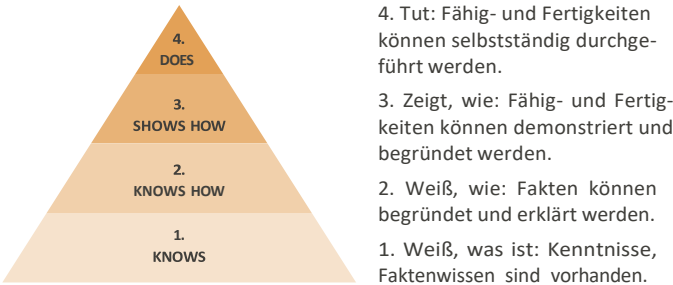 4.
DOES
3.
SHOWS HOW
2.
KNOWS HOW
1.
KNOWS
4. Tut: Fähig- und Fertigkeiten
können selbstständig durchge-
führt werden.
3. Zeigt, wie: Fähig- und Fertig-
keiten können demonstriert und
begründet werden.
2. Weiß, wie: Fakten können
begründet und erklärt werden.
1. Weiß, was ist: Kenntnisse,
Faktenwissen sind vorhanden.